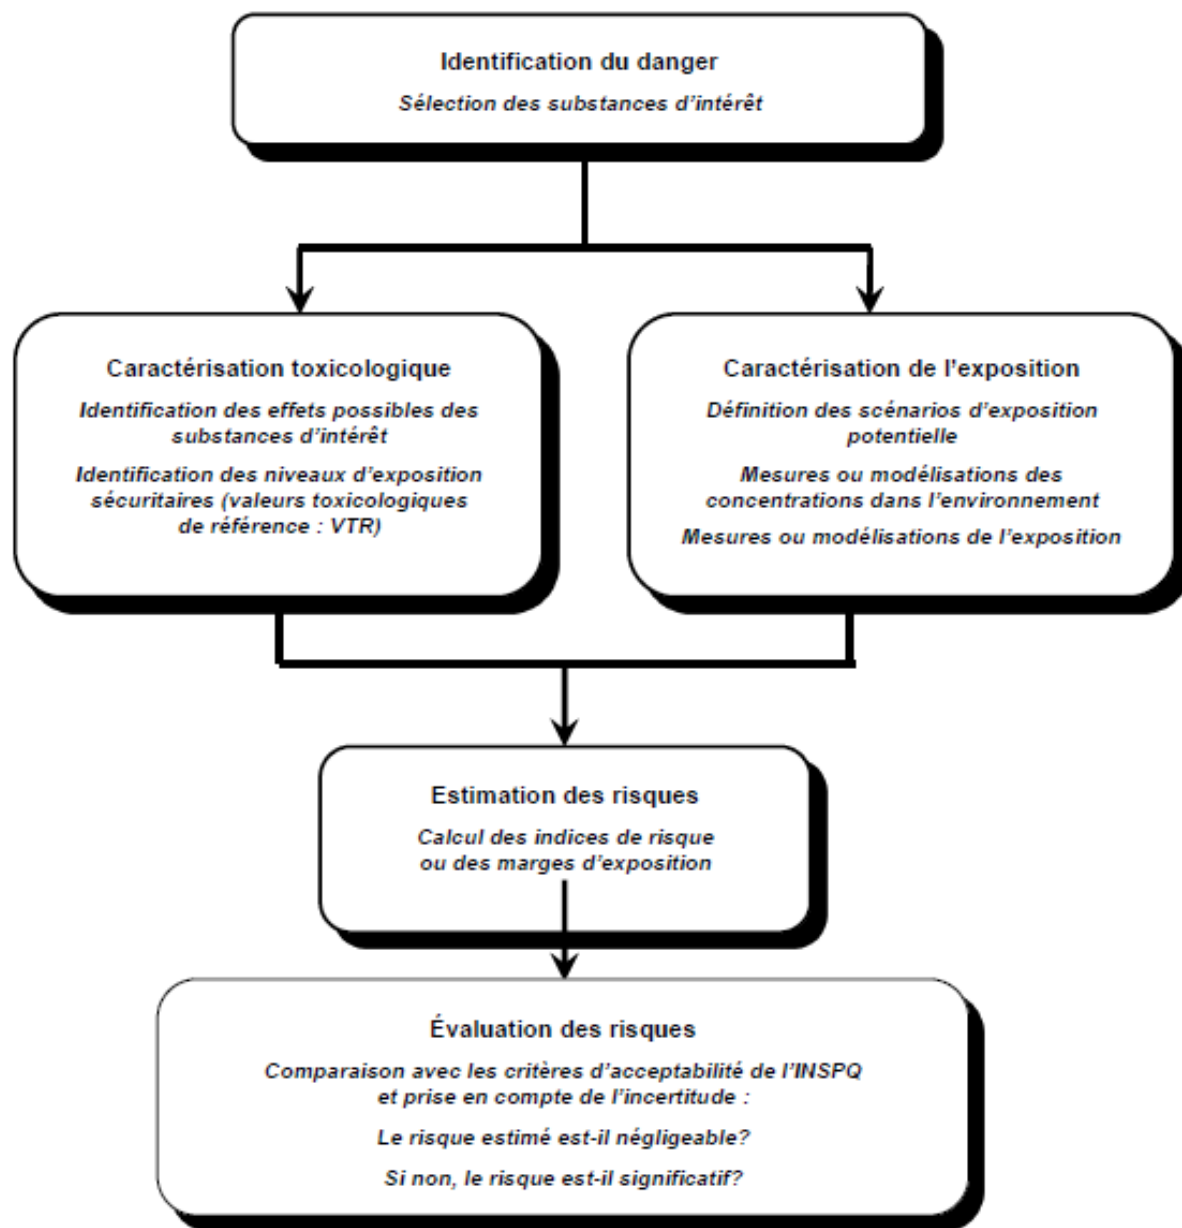 Identification du danger
Sélection des substances d'intérêt
Caractérisation toxicologique
Identification des effets possibles des
substances d'intérêt
Identification des niveaux d'exposition
sécuritaires (valeurs toxicologiques
de référence : VTR)
Caractérisation de l'exposition
Définition des scénarios d'exposition
potentielle
Mesures ou modélisations des
concentrations dans l'environnement
Mesures ou modélisations de l'exposition
Estimation des risques
Calcul des indices de risque
ou des marges d'exposition
Évaluation des risques
Comparaison avec les critères d'acceptabilité de l'INSPQ
et prise en compte de l'incertitude :
Le risque estimé est-il négligeable?
Si non, le risque est-il significatif?